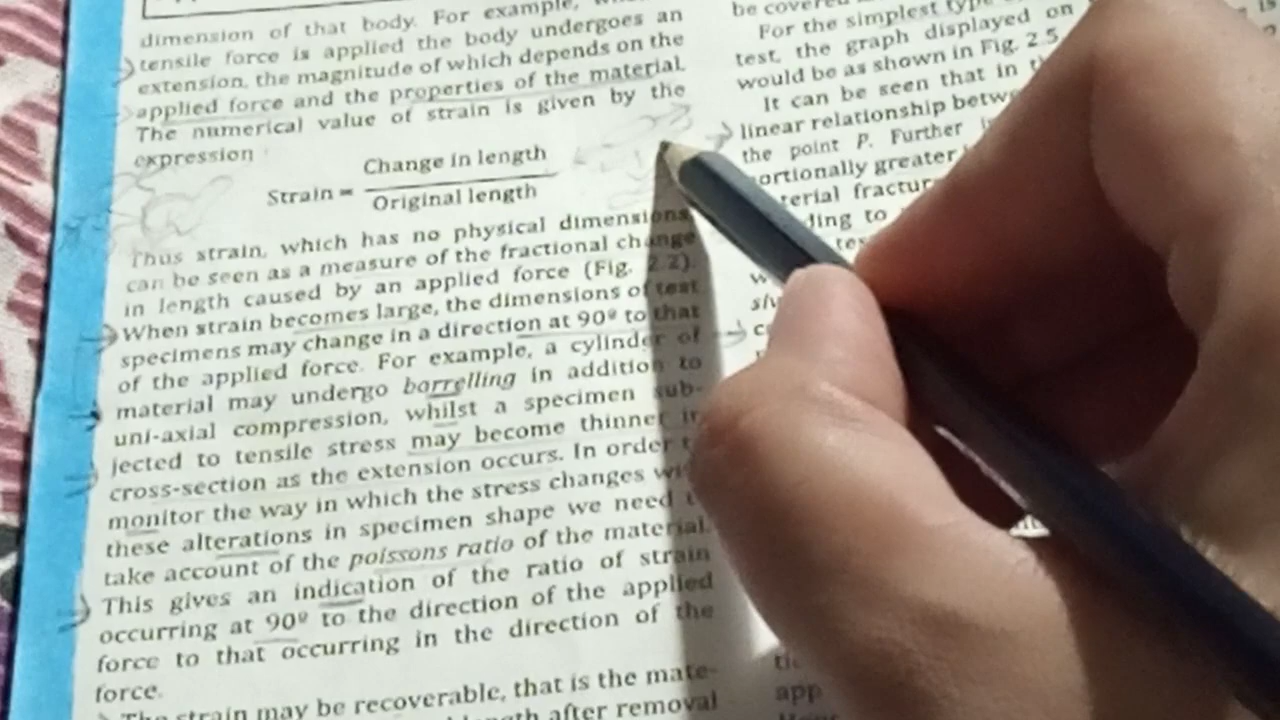 dimension of that body. For example,
tensile force is applied the body undergoes an
extension, the magnitude of which depends on the
applied force and the properties of the material.
The numerical value of strain is given by the
expression
Change in length
Strain =
Original length
Thus strain, which has no physical dimensions
can be seen as a measure of the fractional change
in length caused by an applied force (Fig. 2.2).
When strain becomes large, the dimensions of test
specimens may change in a direction at 90° to that
of the applied force. For example, a cylinder of
material may undergo barrelling in addition to
uni-axial compression, whilst a specimen sub-
jected to tensile stress may become thinner in
cross-section as the extension occurs. In order
monitor the way in which the stress changes
these alterations in specimen shape we need
take account of the poissons ratio of the material.
This gives an indication of the ratio of strain
occurring at 90° to the direction of the applied
force to that occurring in the direction of the
force.
The strain may be recoverable, that is the mate-
after removal
be covered
For the simplest type
test, the graph displayed on
would be as shown in Fig. 2.5
It can be seen that in
linear relationship
the point P. Further
portionally greater